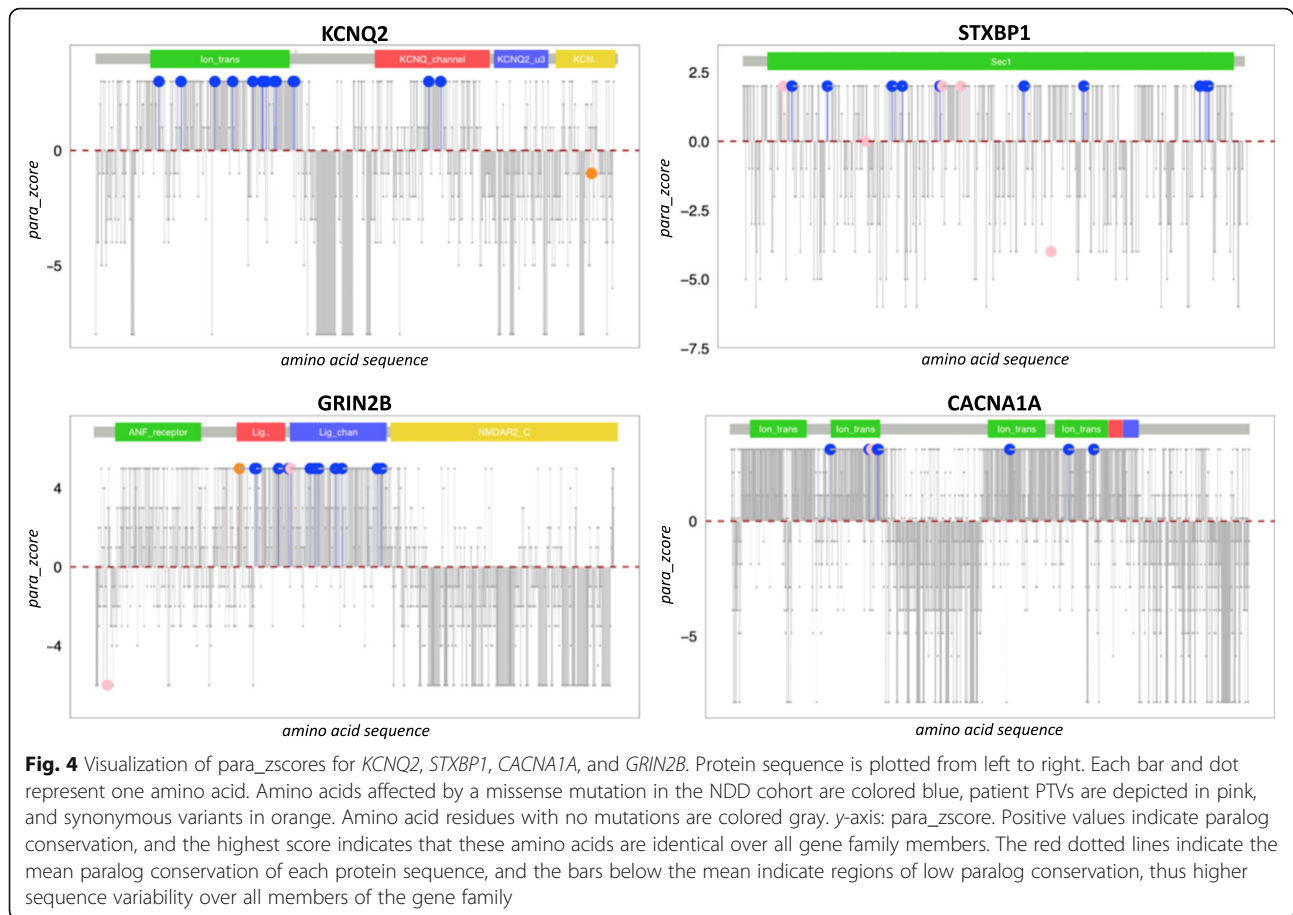 KCNQ2
Ion_trans KCNQ_channel KCNQ2_u3 KCN..
0
−5
para_zscore
amino acid sequence
STXBP1
Sec1
2.5
0.0
−2.5
−5.0
−7.5
para_zscore
amino acid sequence
GRIN2B
ANF_receptor Lig.. Lig_chan NMDAR2_C
4
0
−4
para_zscore
amino acid sequence
CACNA1A
Ion_trans Ion_trans Ion_trans Ion_trans
0
−5
para_zscore
amino acid sequence
Fig. 4 Visualization of para_zscores for KCNQ2, STXBP1, CACNA1A, and GRIN2B. Protein sequence is plotted from left to right. Each bar and dot
represent one amino acid. Amino acids affected by a missense mutation in the NDD cohort are colored blue, patient PTVs are depicted in pink,
and synonymous variants in orange. Amino acid residues with no mutations are colored gray. y-axis: para_zscore. Positive values indicate paralog
conservation, and the highest score indicates that these amino acids are identical over all gene family members. The red dotted lines indicate the
mean paralog conservation of each protein sequence, and the bars below the mean indicate regions of low paralog conservation, thus higher
sequence variability over all members of the gene family